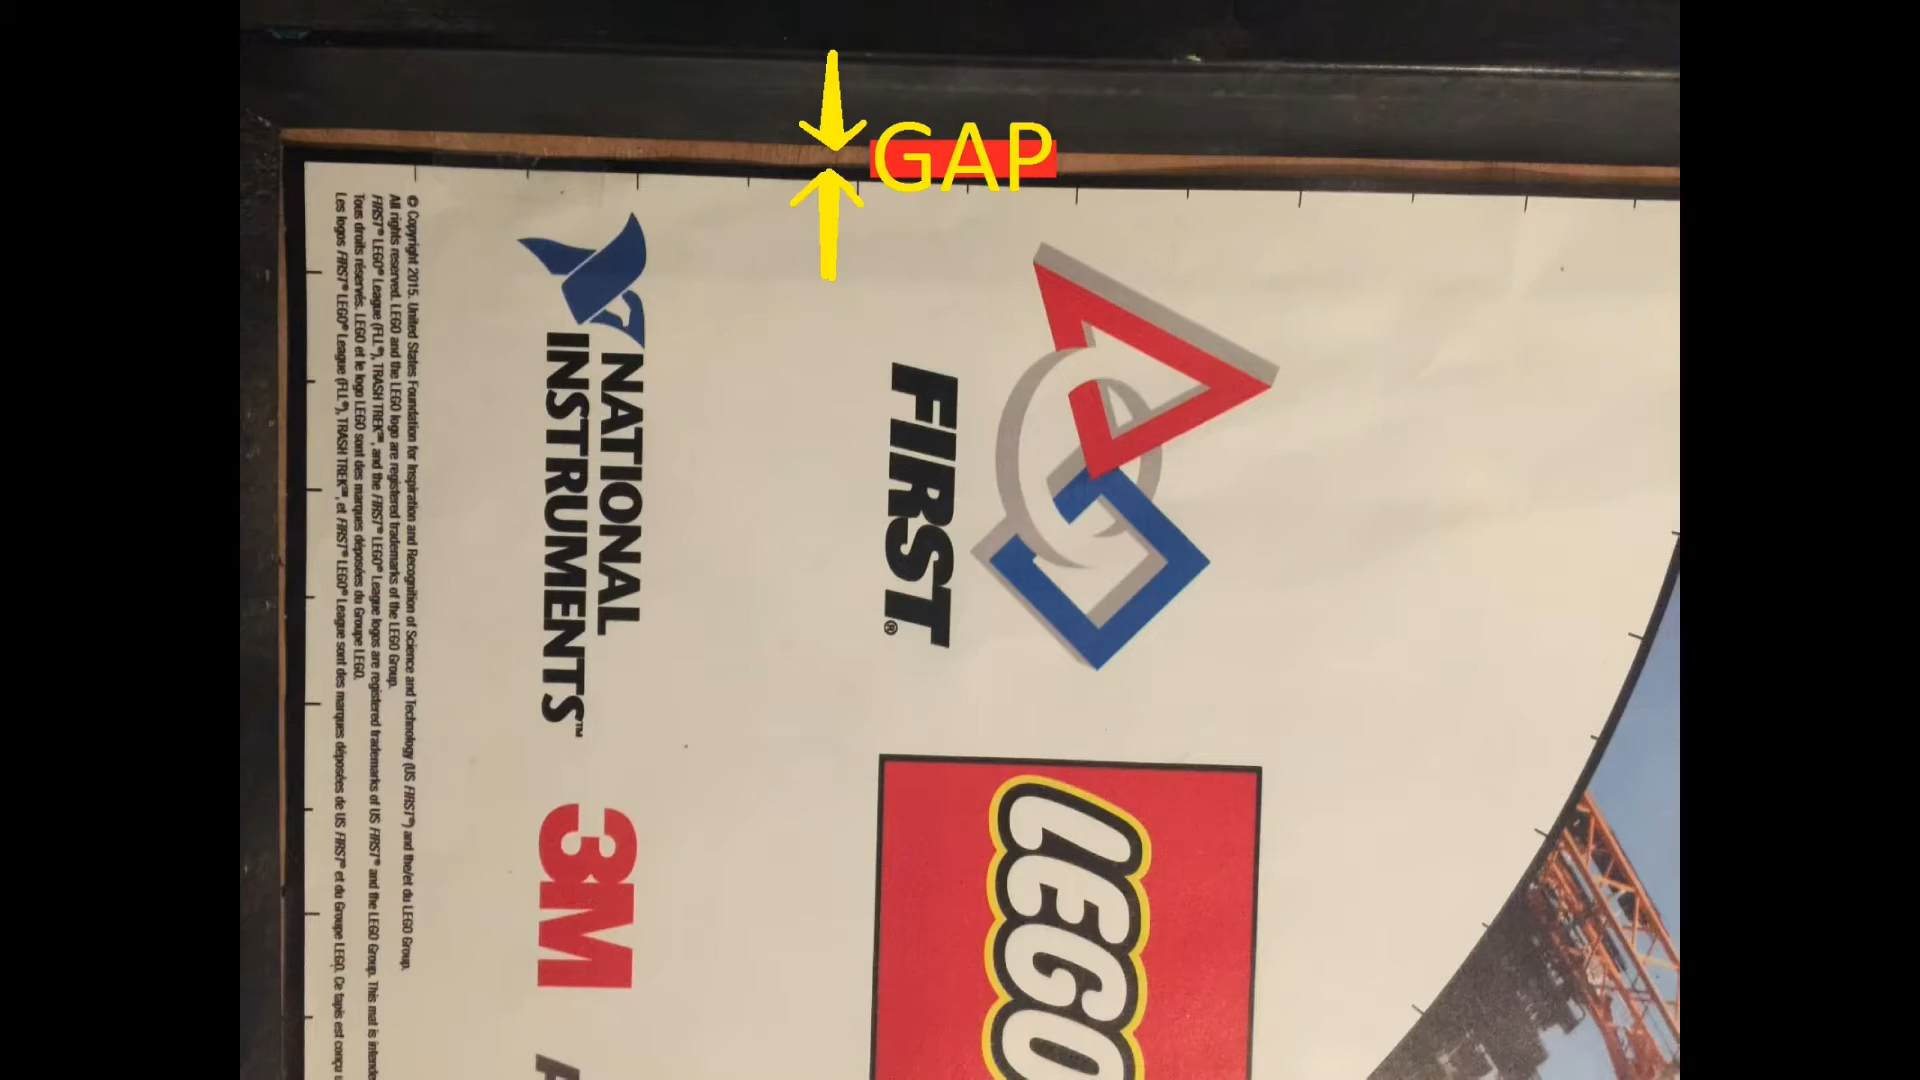 GAP
© Copyright 2015. United States Foundation for Inspiration and Recognition of Science and Technology (US FIRST®) and the/et du LEGO Group.
All rights reserved. LEGO and the LEGO logo are registered trademarks of the LEGO Group.
FIRST® LEGO® League (FLL®), TRASH TREK℠, and the FIRST® LEGO® League logos are registered trademarks of US FIRST® and the LEGO Group. This mat is intende
Tous droits réservés. LEGO et le logo LEGO sont des marques déposées du Groupe LEGO.
Les logos FIRST® LEGO® League (FLL®), TRASH TREK℠, et FIRST® LEGO® League sont des marques déposées de US FIRST® et du Groupe LEGO. Ce tapis est conçu
NATIONAL
INSTRUMENTS™
3M
FIRST®
LEGO